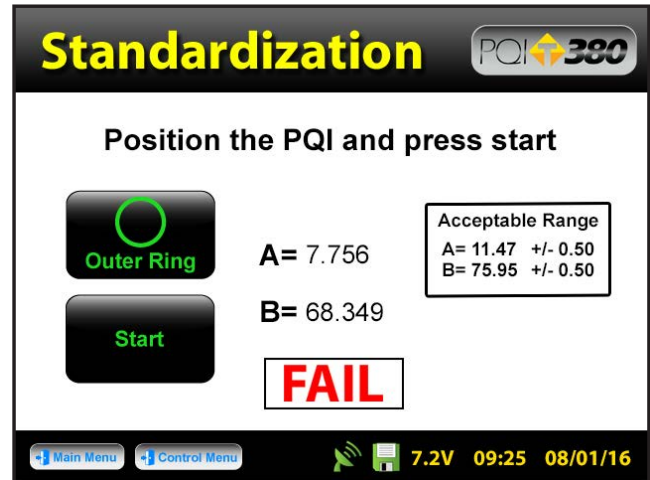 Standardization
PQI 380
Position the PQI and press start
Outer Ring
Start
A= 7.756
B= 68.349
FAIL
Acceptable Range
A= 11.47 +/- 0.50
B= 75.95 +/- 0.50
Main Menu
Control Menu
7.2V 09:25 08/01/16